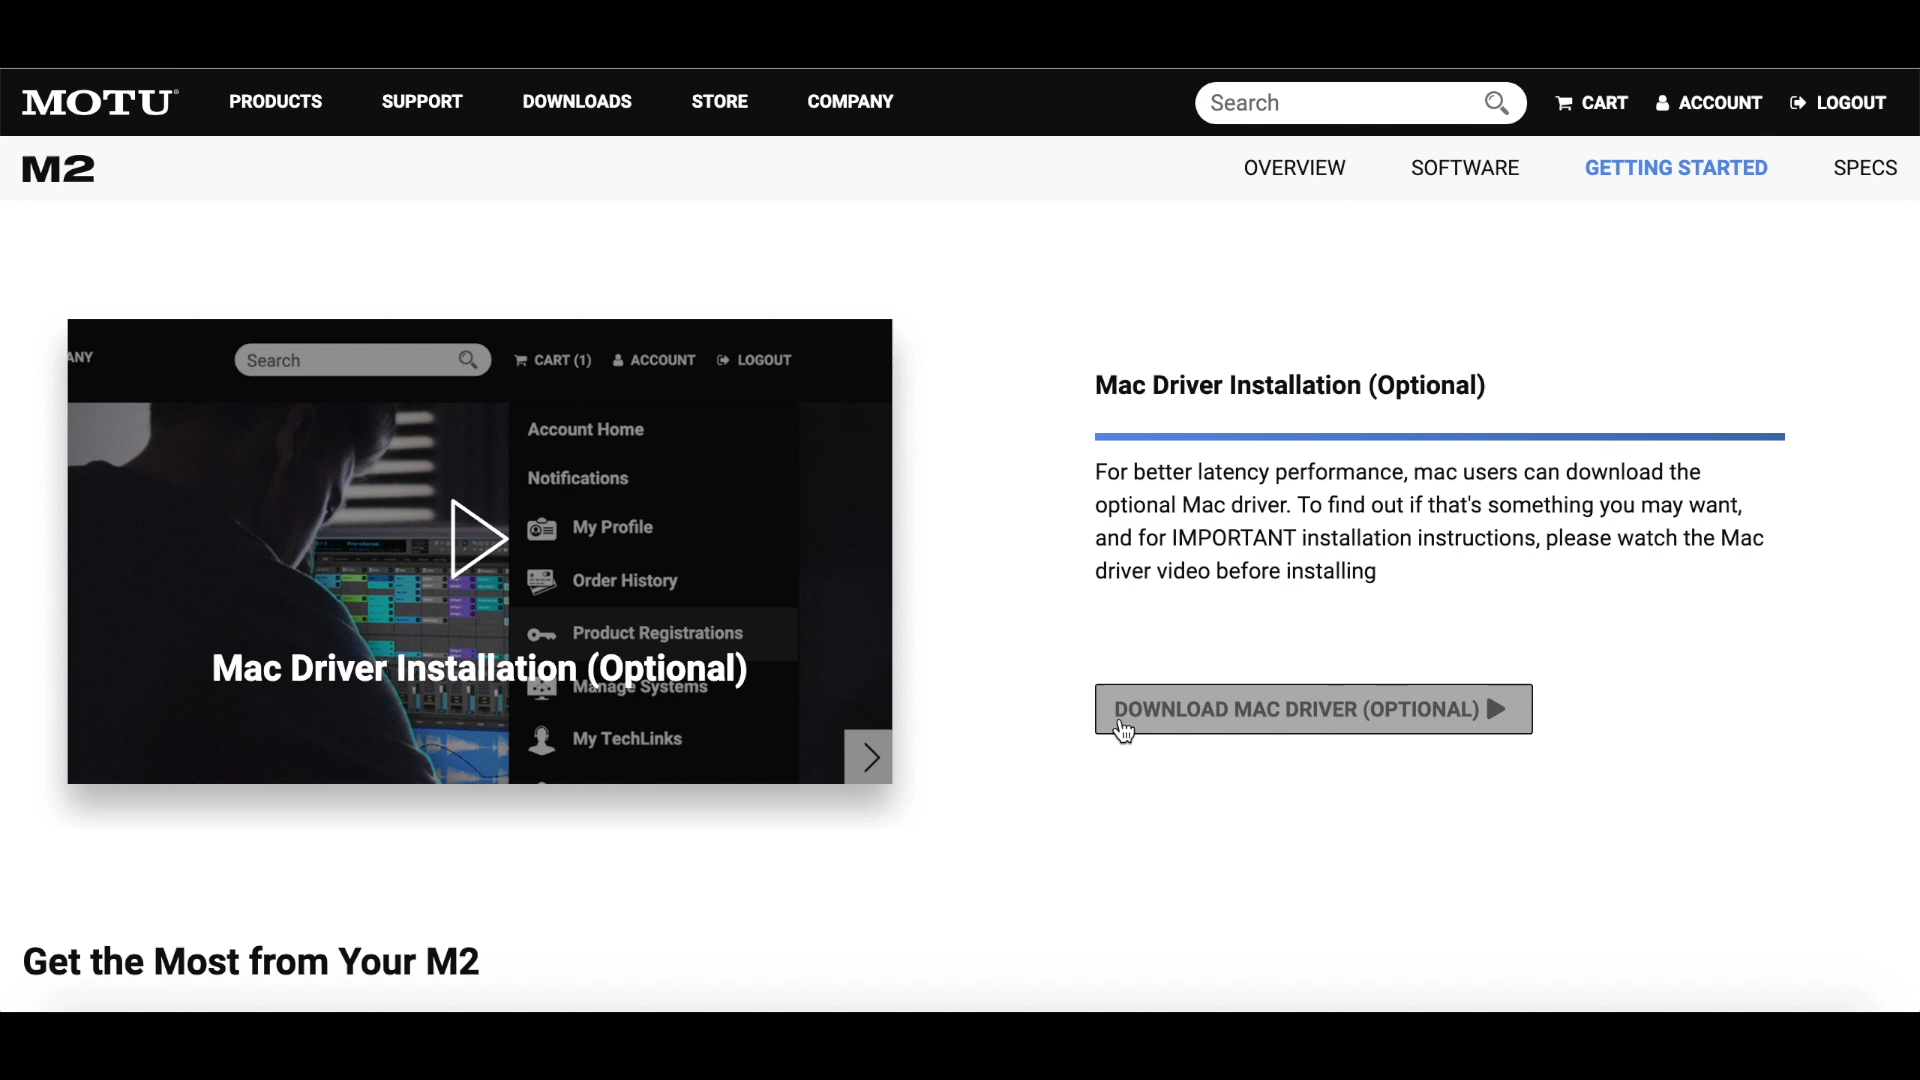 MOTU PRODUCTS SUPPORT DOWNLOADS STORE COMPANY Search CART ACCOUNT LOGOUT
M2 OVERVIEW SOFTWARE GETTING STARTED SPECS
ANY Search CART (1) ACCOUNT LOGOUT
Account Home
Notifications
My Profile
Order History
Product Registrations
Mac Driver Installation (Optional)
Manage Systems
My TechLinks
Mac Driver Installation (Optional)
For better latency performance, mac users can download the
optional Mac driver. To find out if that's something you may want,
and for IMPORTANT installation instructions, please watch the Mac
driver video before installing
DOWNLOAD MAC DRIVER (OPTIONAL)
Get the Most from Your M2